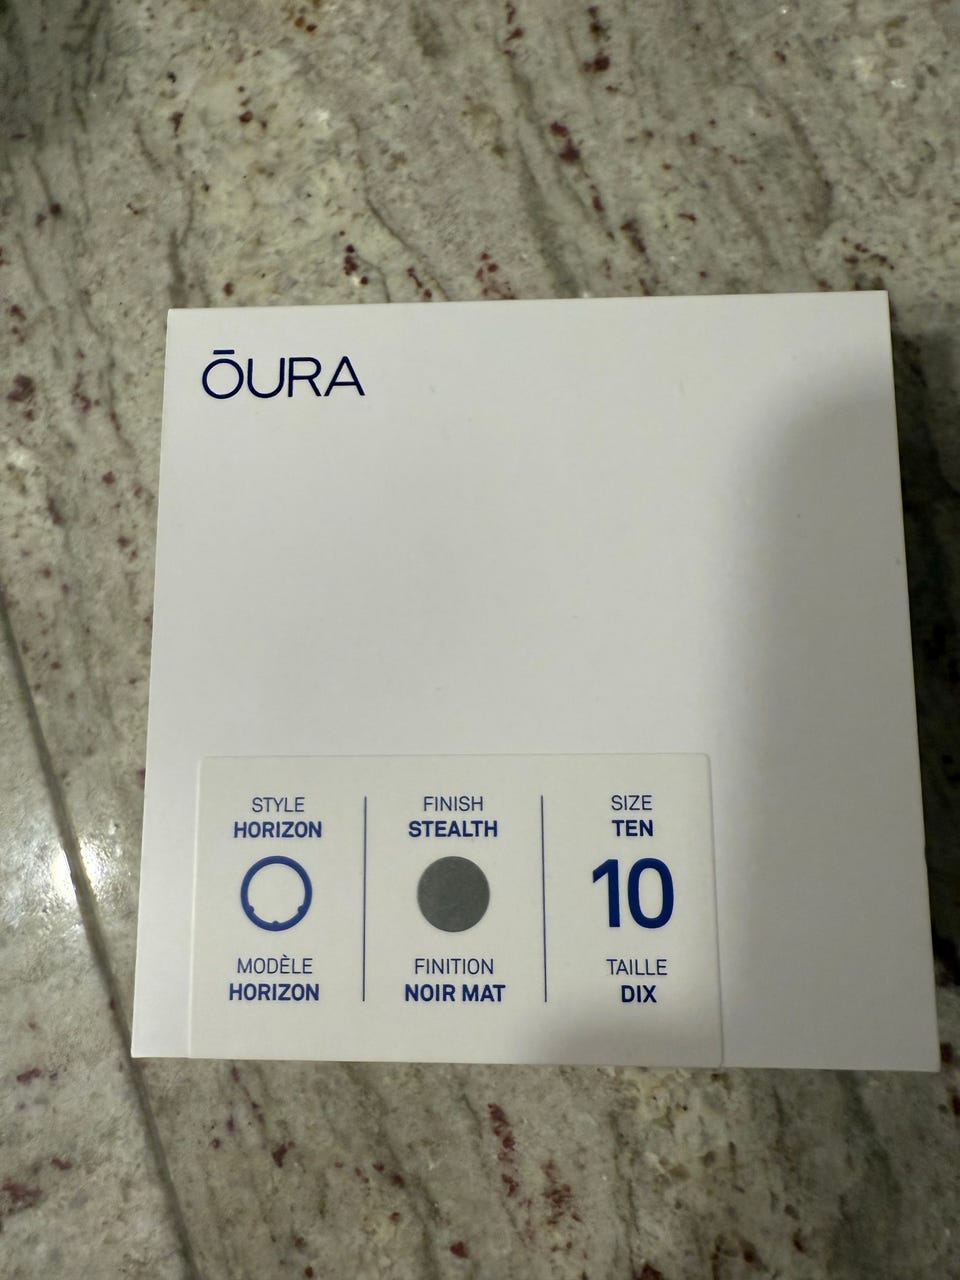 ŌURA
STYLE
HORIZON
MODÈLE
HORIZON
FINISH
STEALTH
FINITION
NOIR MAT
SIZE
TEN
10
TAILLE
DIX